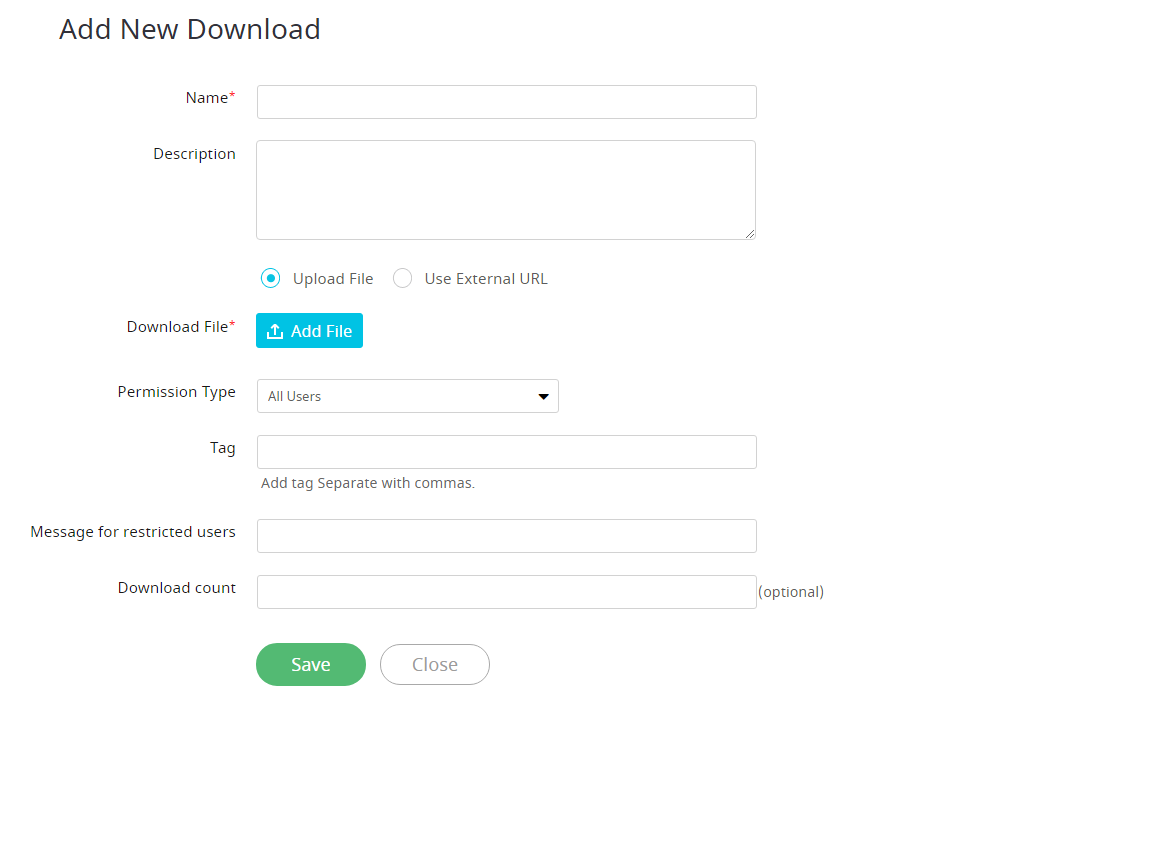 Add New Download
Name*
Description
Upload File Use External URL
Download File* Add File
Permission Type All Users
Tag
Add tag Separate with commas.
Message for restricted users
Download count (optional)
Save Close